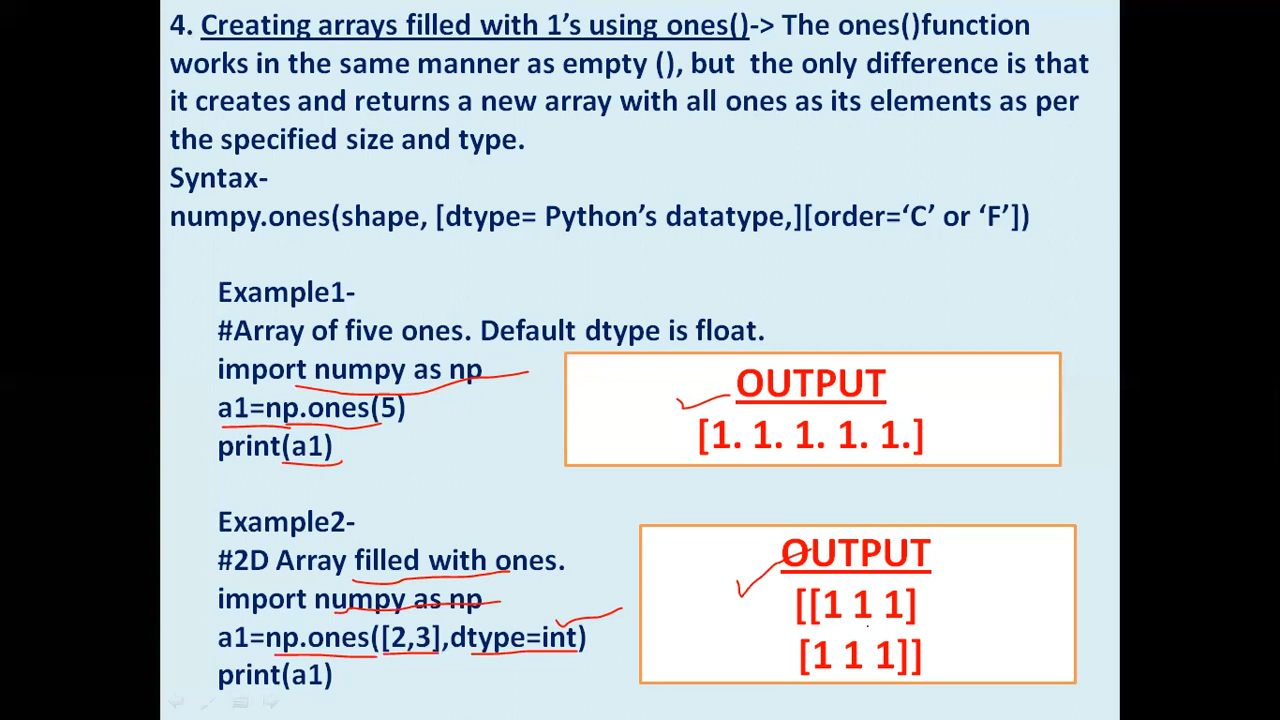 4. Creating arrays filled with 1’s using ones()-> The ones()function
works in the same manner as empty (), but the only difference is that
it creates and returns a new array with all ones as its elements as per
the specified size and type.
Syntax-
numpy.ones(shape, [dtype= Python’s datatype,][order=‘C’ or ‘F’])
Example1-
#Array of five ones. Default dtype is float.
import numpy as np
a1=np.ones(5)
print(a1)
OUTPUT
[1. 1. 1. 1. 1.]
Example2-
#2D Array filled with ones.
import numpy as np
a1=np.ones([2,3],dtype=int)
print(a1)
OUTPUT
[[1 1 1]
[1 1 1]]